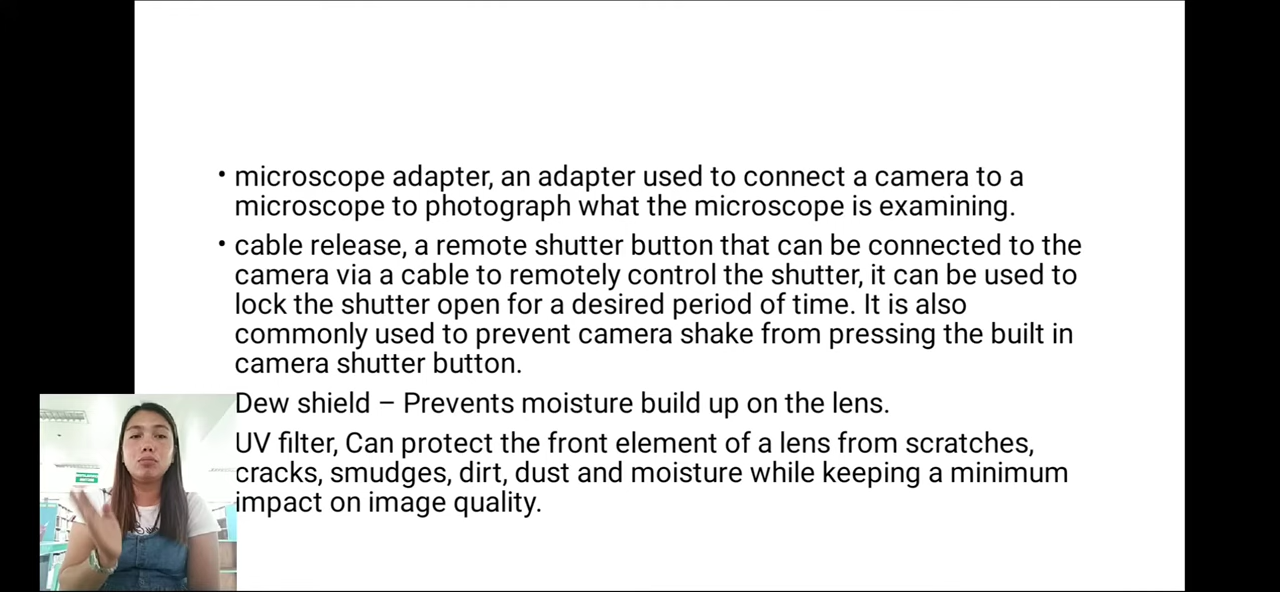 • microscope adapter, an adapter used to connect a camera to a
microscope to photograph what the microscope is examining.
• cable release, a remote shutter button that can be connected to the
camera via a cable to remotely control the shutter, it can be used to
lock the shutter open for a desired period of time. It is also
commonly used to prevent camera shake from pressing the built in
camera shutter button.
Dew shield – Prevents moisture build up on the lens.
UV filter, Can protect the front element of a lens from scratches,
cracks, smudges, dirt, dust and moisture while keeping a minimum
impact on image quality.